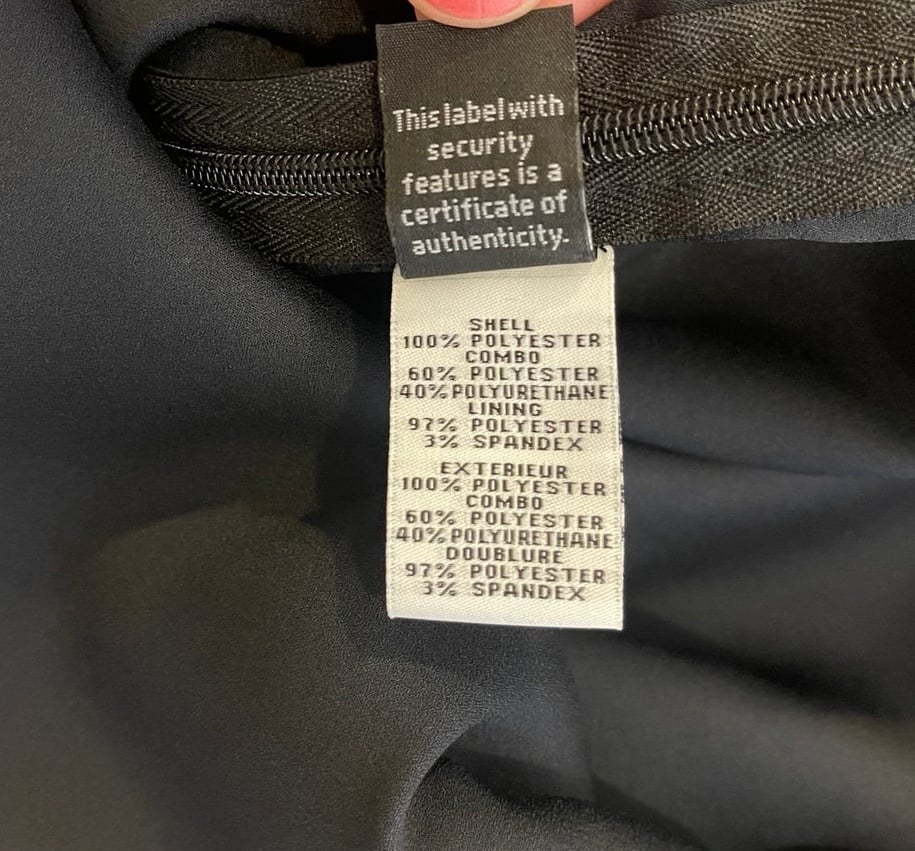 This label with
security
features is a
certificate of
authenticity.
SHELL
100% POLYESTER
COMBO
60% POLYESTER
40% POLYURETHANE
LINING
97% POLYESTER
3% SPANDEX
EXTERIEUR
100% POLYESTER
COMBO
60% POLYESTER
40% POLYURETHANE
DOUBLURE
97% POLYESTER
3% SPANDEX